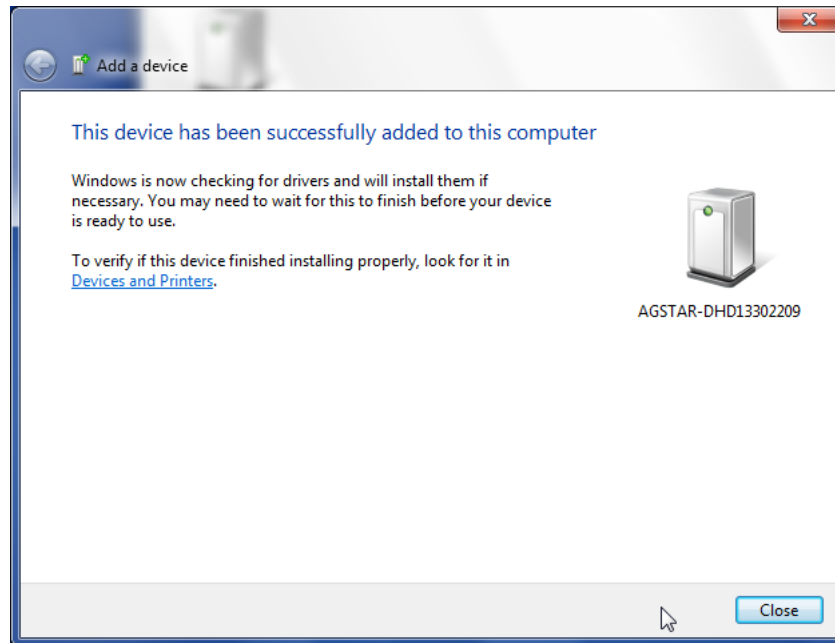 Add a device
This device has been successfully added to this computer
Windows is now checking for drivers and will install them if
necessary. You may need to wait for this to finish before your device
is ready to use.
To verify if this device finished installing properly, look for it in
Devices and Printers.
AGSTAR-DHD13302209
Close